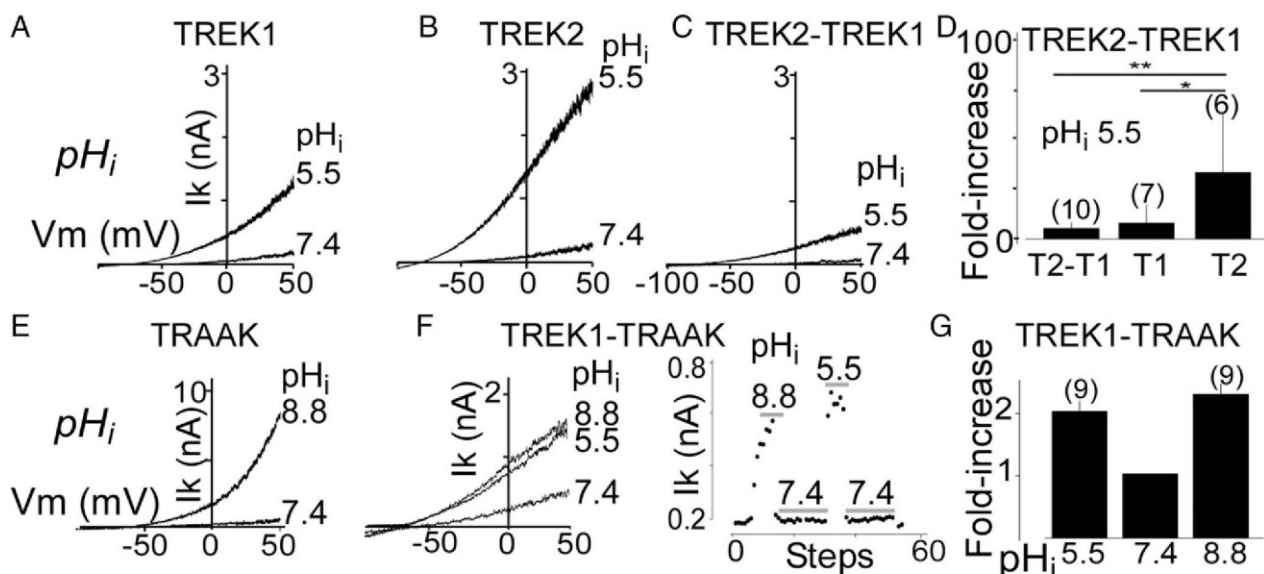 A
TREK1
3
Ik (nA)
pHi
5.5
7.4
pHi
Vm (mV)
-50 0 50
B
TREK2
3
pHi
5.5
7.4
-50 0 50
C
TREK2-TREK1
3
pHi
5.5
7.4
-100 -50 0 50
D
TREK2-TREK1
100
Fold-increase
**
*
(6)
pHi 5.5
(10)
(7)
0
T2-T1 T1 T2
E
TRAAK
10
Ik (nA)
pHi
8.8
7.4
pHi
Vm (mV)
-50 0 50
F
TREK1-TRAAK
2
Ik (nA)
pHi
8.8
5.5
7.4
-50 0 50
0.8
Ik (nA)
0.2
pHi
8.8
5.5
7.4 7.4
0 Steps 60
G
TREK1-TRAAK
Fold-increase
2
1
(9)
(9)
pHi 5.5 7.4 8.8